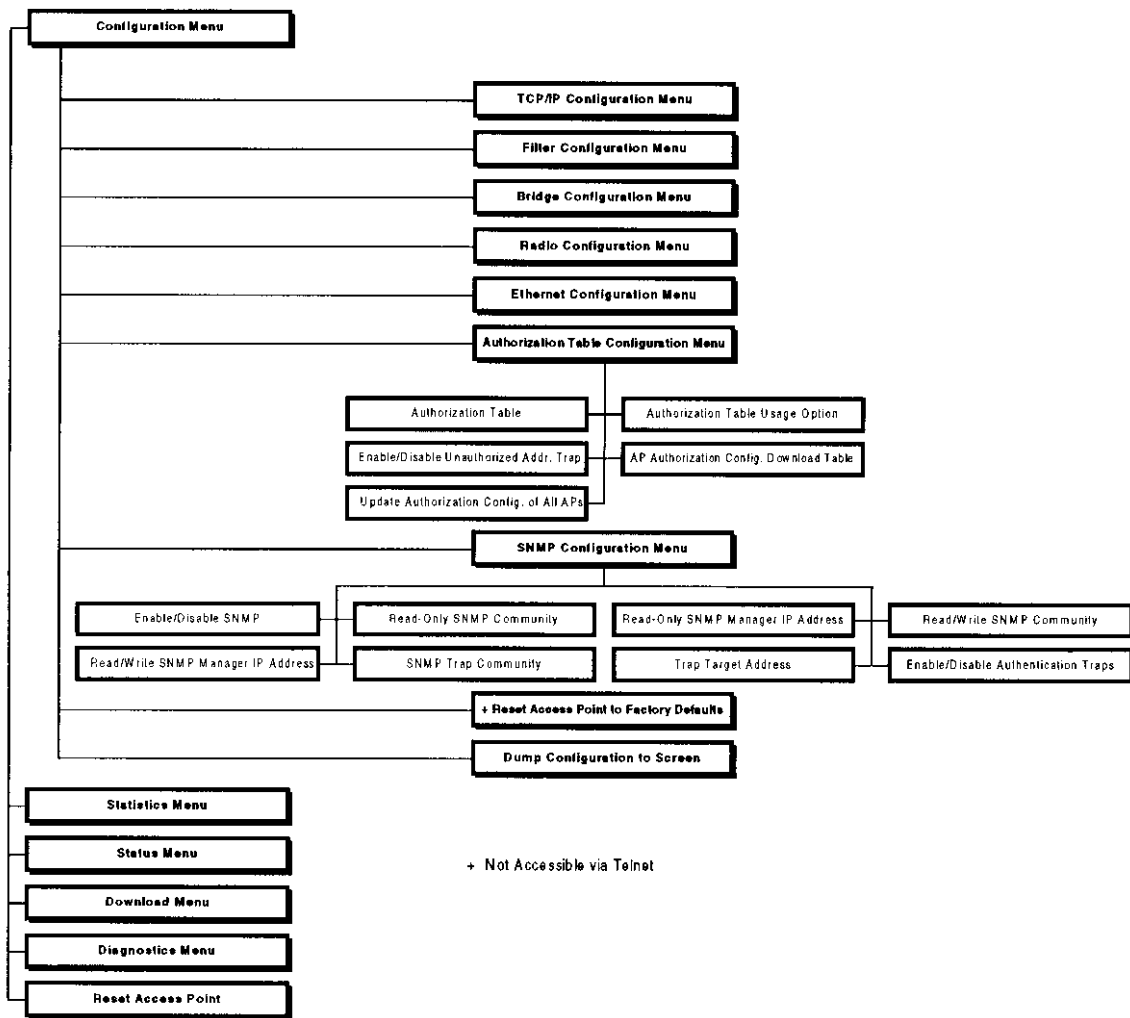 Configuration Menu
TCP/IP Configuration Menu
Filter Configuration Menu
Bridge Configuration Menu
Radio Configuration Menu
Ethernet Configuration Menu
Authorization Table Configuration Menu
Authorization Table
Authorization Table Usage Option
Enable/Disable Unauthorized Addr. Trap
AP Authorization Config. Download Table
Update Authorization Config. of All APs
SNMP Configuration Menu
Enable/Disable SNMP
Read-Only SNMP Community
Read-Only SNMP Manager IP Address
Read/Write SNMP Community
Read/Write SNMP Manager IP Address
SNMP Trap Community
Trap Target Address
Enable/Disable Authentication Traps
+ Reset Access Point to Factory Defaults
Dump Configuration to Screen
Statistics Menu
Status Menu
+ Not Accessible via Telnet
Download Menu
Diagnostics Menu
Reset Access Point